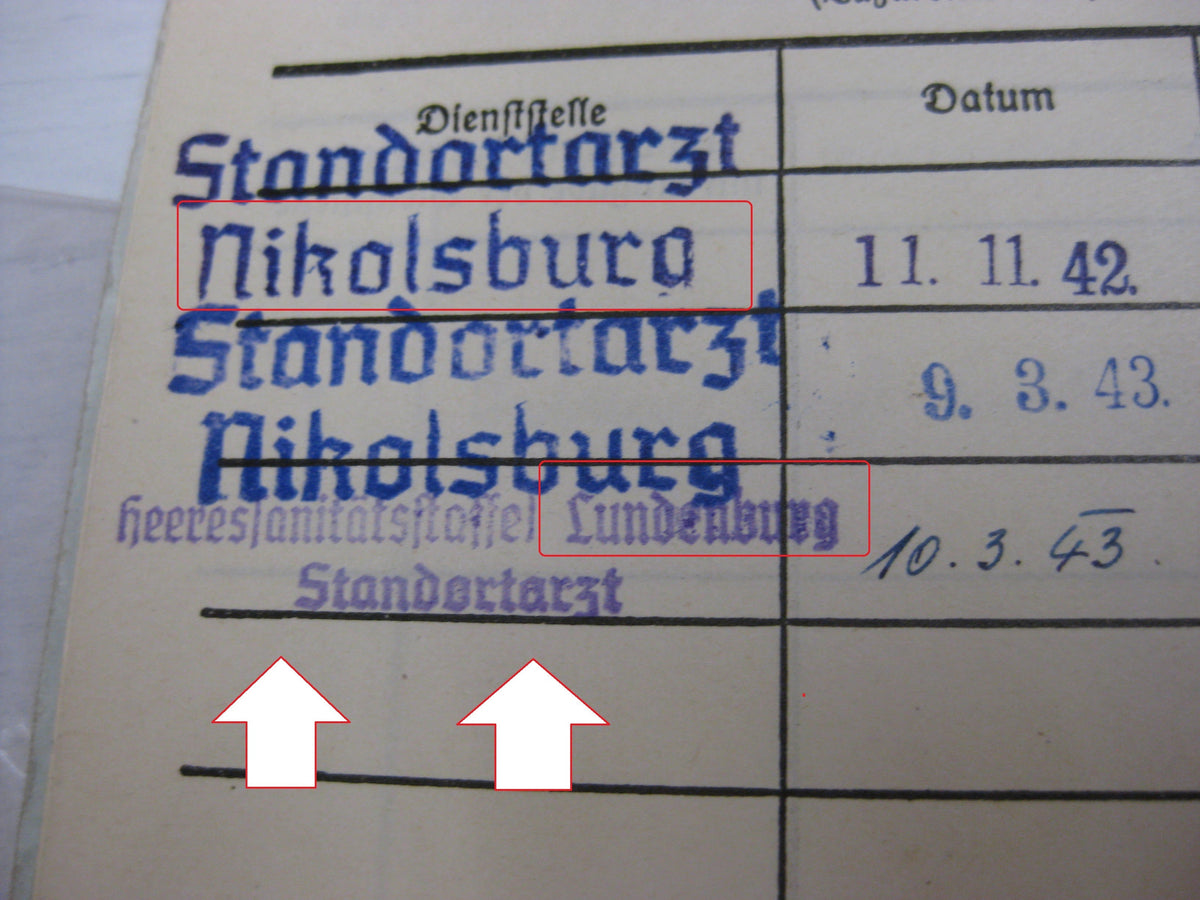 Dienststelle
Datum
Standortarzt
Nikolsburg
11. 11. 42.
Standortarzt
Nikolsburg
9. 3. 43.
Heeressanitätsstaffel Lundenburg
Standortarzt
10. 3. 43.